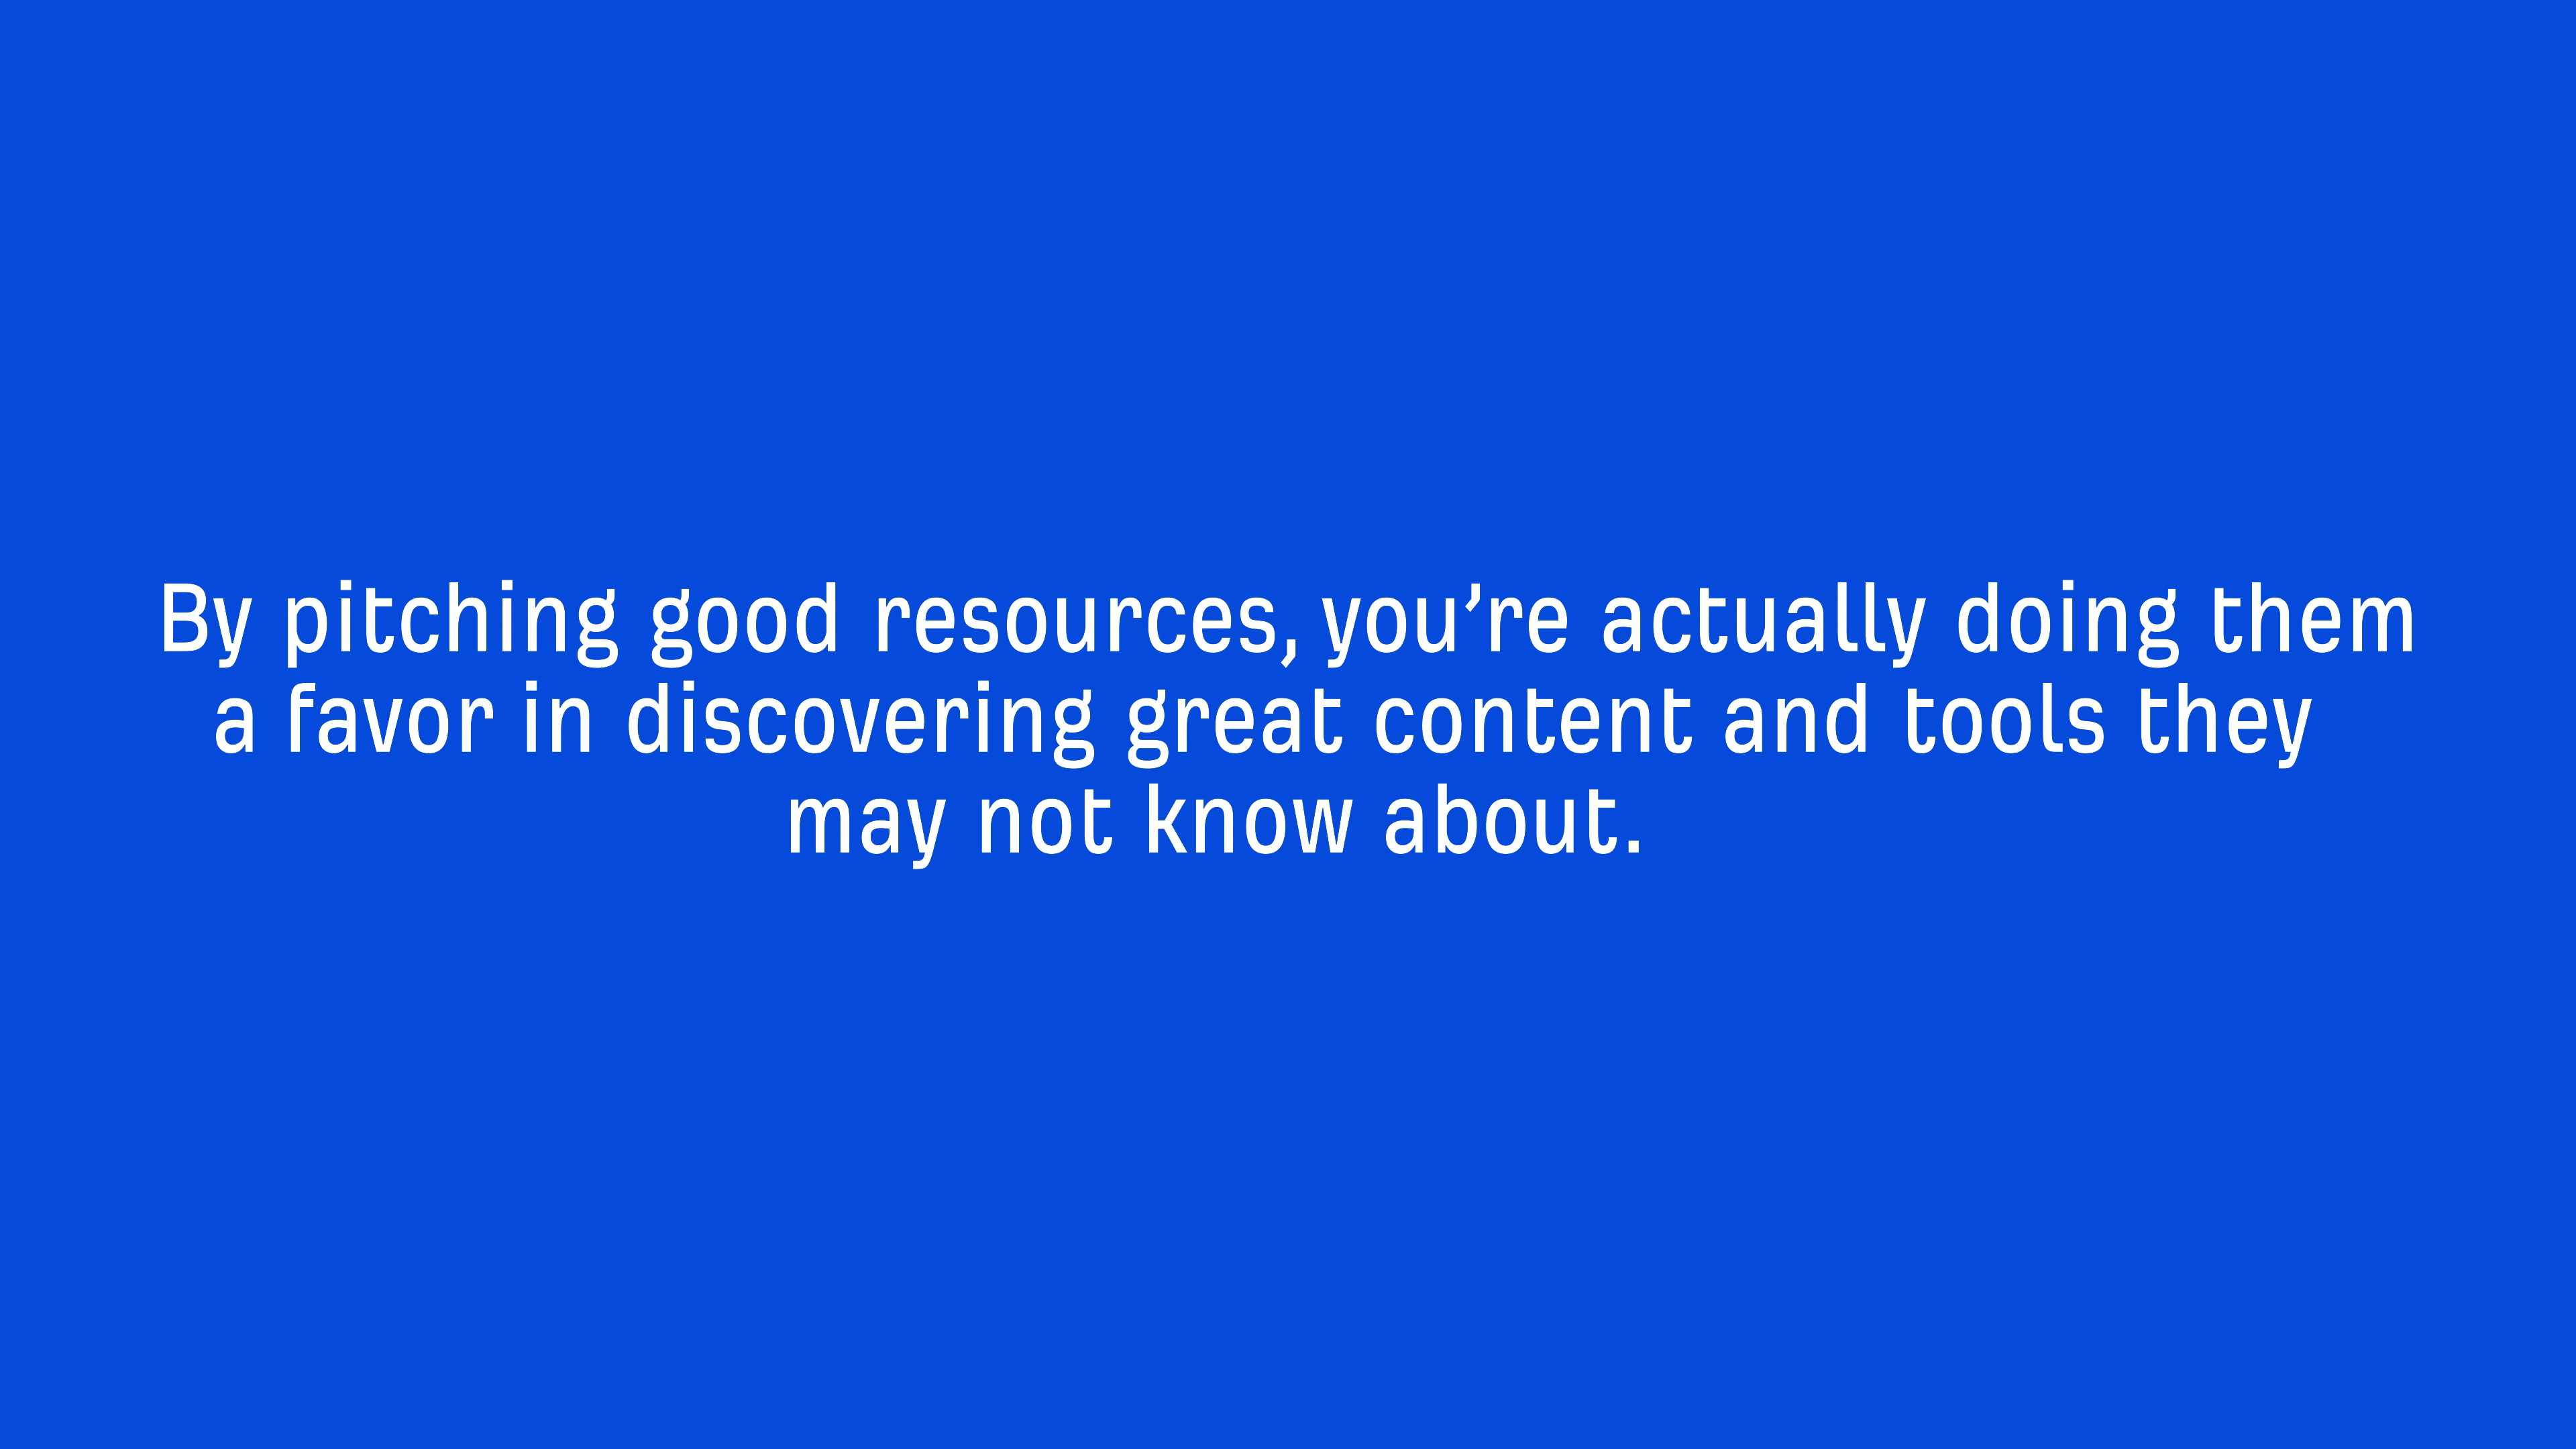 By pitching good resources, you’re actually doing them
a favor in discovering great content and tools they
may not know about.